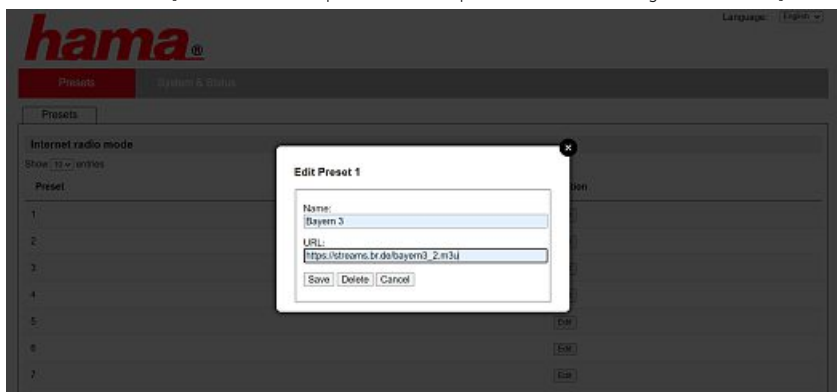 Language: English
hama®
Presets System & Status
Presets
Internet radio mode
Show 10 entries
Preset
1
2
3
4
5 Edit
6 Edit
7 Edit
Edit Preset 1
Name:
Bayern 3
URL:
https://streams.br.de/bayern3_2.m3u
Save Delete Cancel